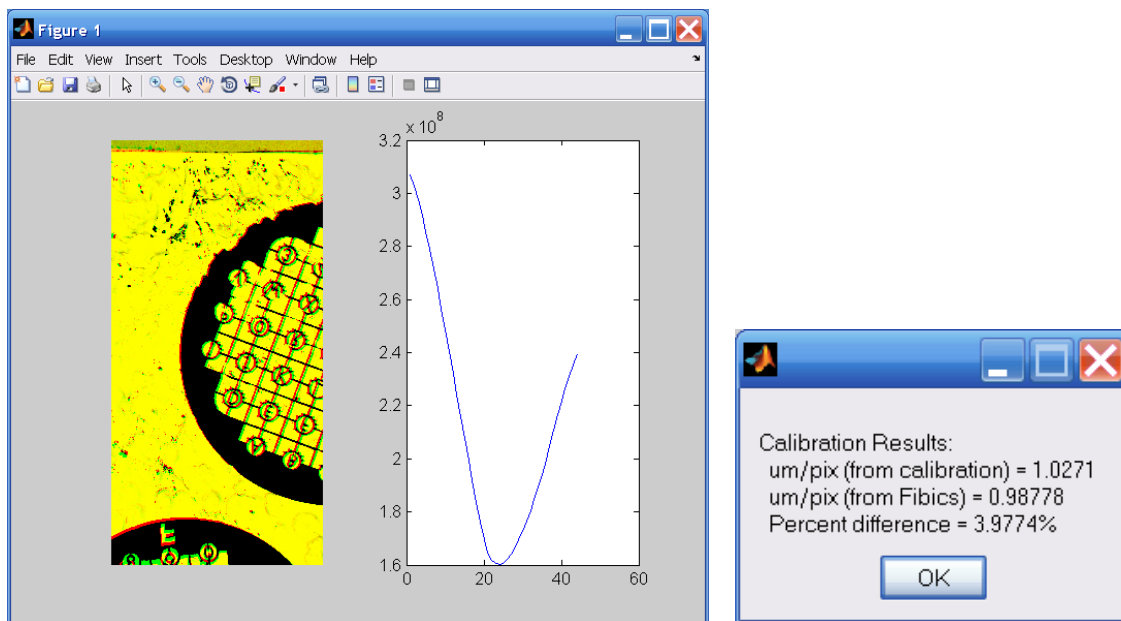 Figure 1
File Edit View Insert Tools Desktop Window Help
x 10^8
3.2
3
2.8
2.6
2.4
2.2
2
1.8
1.6
0 20 40 60
Calibration Results:
um/pix (from calibration) = 1.0271
um/pix (from Fibics) = 0.98778
Percent difference = 3.9774%
OK